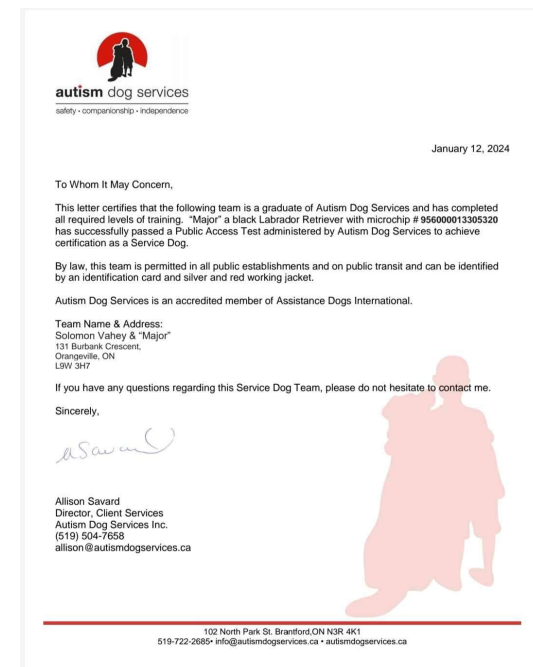 autism dog services
safety • companionship • independence
January 12, 2024
To Whom It May Concern,
This letter certifies that the following team is a graduate of Autism Dog Services and has completed
all required levels of training. "Major" a black Labrador Retriever with microchip # 956000013305320
has successfully passed a Public Access Test administered by Autism Dog Services to achieve
certification as a Service Dog.
By law, this team is permitted in all public establishments and on public transit and can be identified
by an identification card and silver and red working jacket.
Autism Dog Services is an accredited member of Assistance Dogs International.
Team Name & Address:
Solomon Vahey & "Major"
131 Burbank Crescent,
Orangeville, ON
L9W 3H7
If you have any questions regarding this Service Dog Team, please do not hesitate to contact me.
Sincerely,
aSavard
Allison Savard
Director, Client Services
Autism Dog Services Inc.
(519) 504-7658
allison@autismdogservices.ca
102 North Park St. Brantford,ON N3R 4K1
519-722-2685• info@autismdogservices.ca • autismdogservices.ca